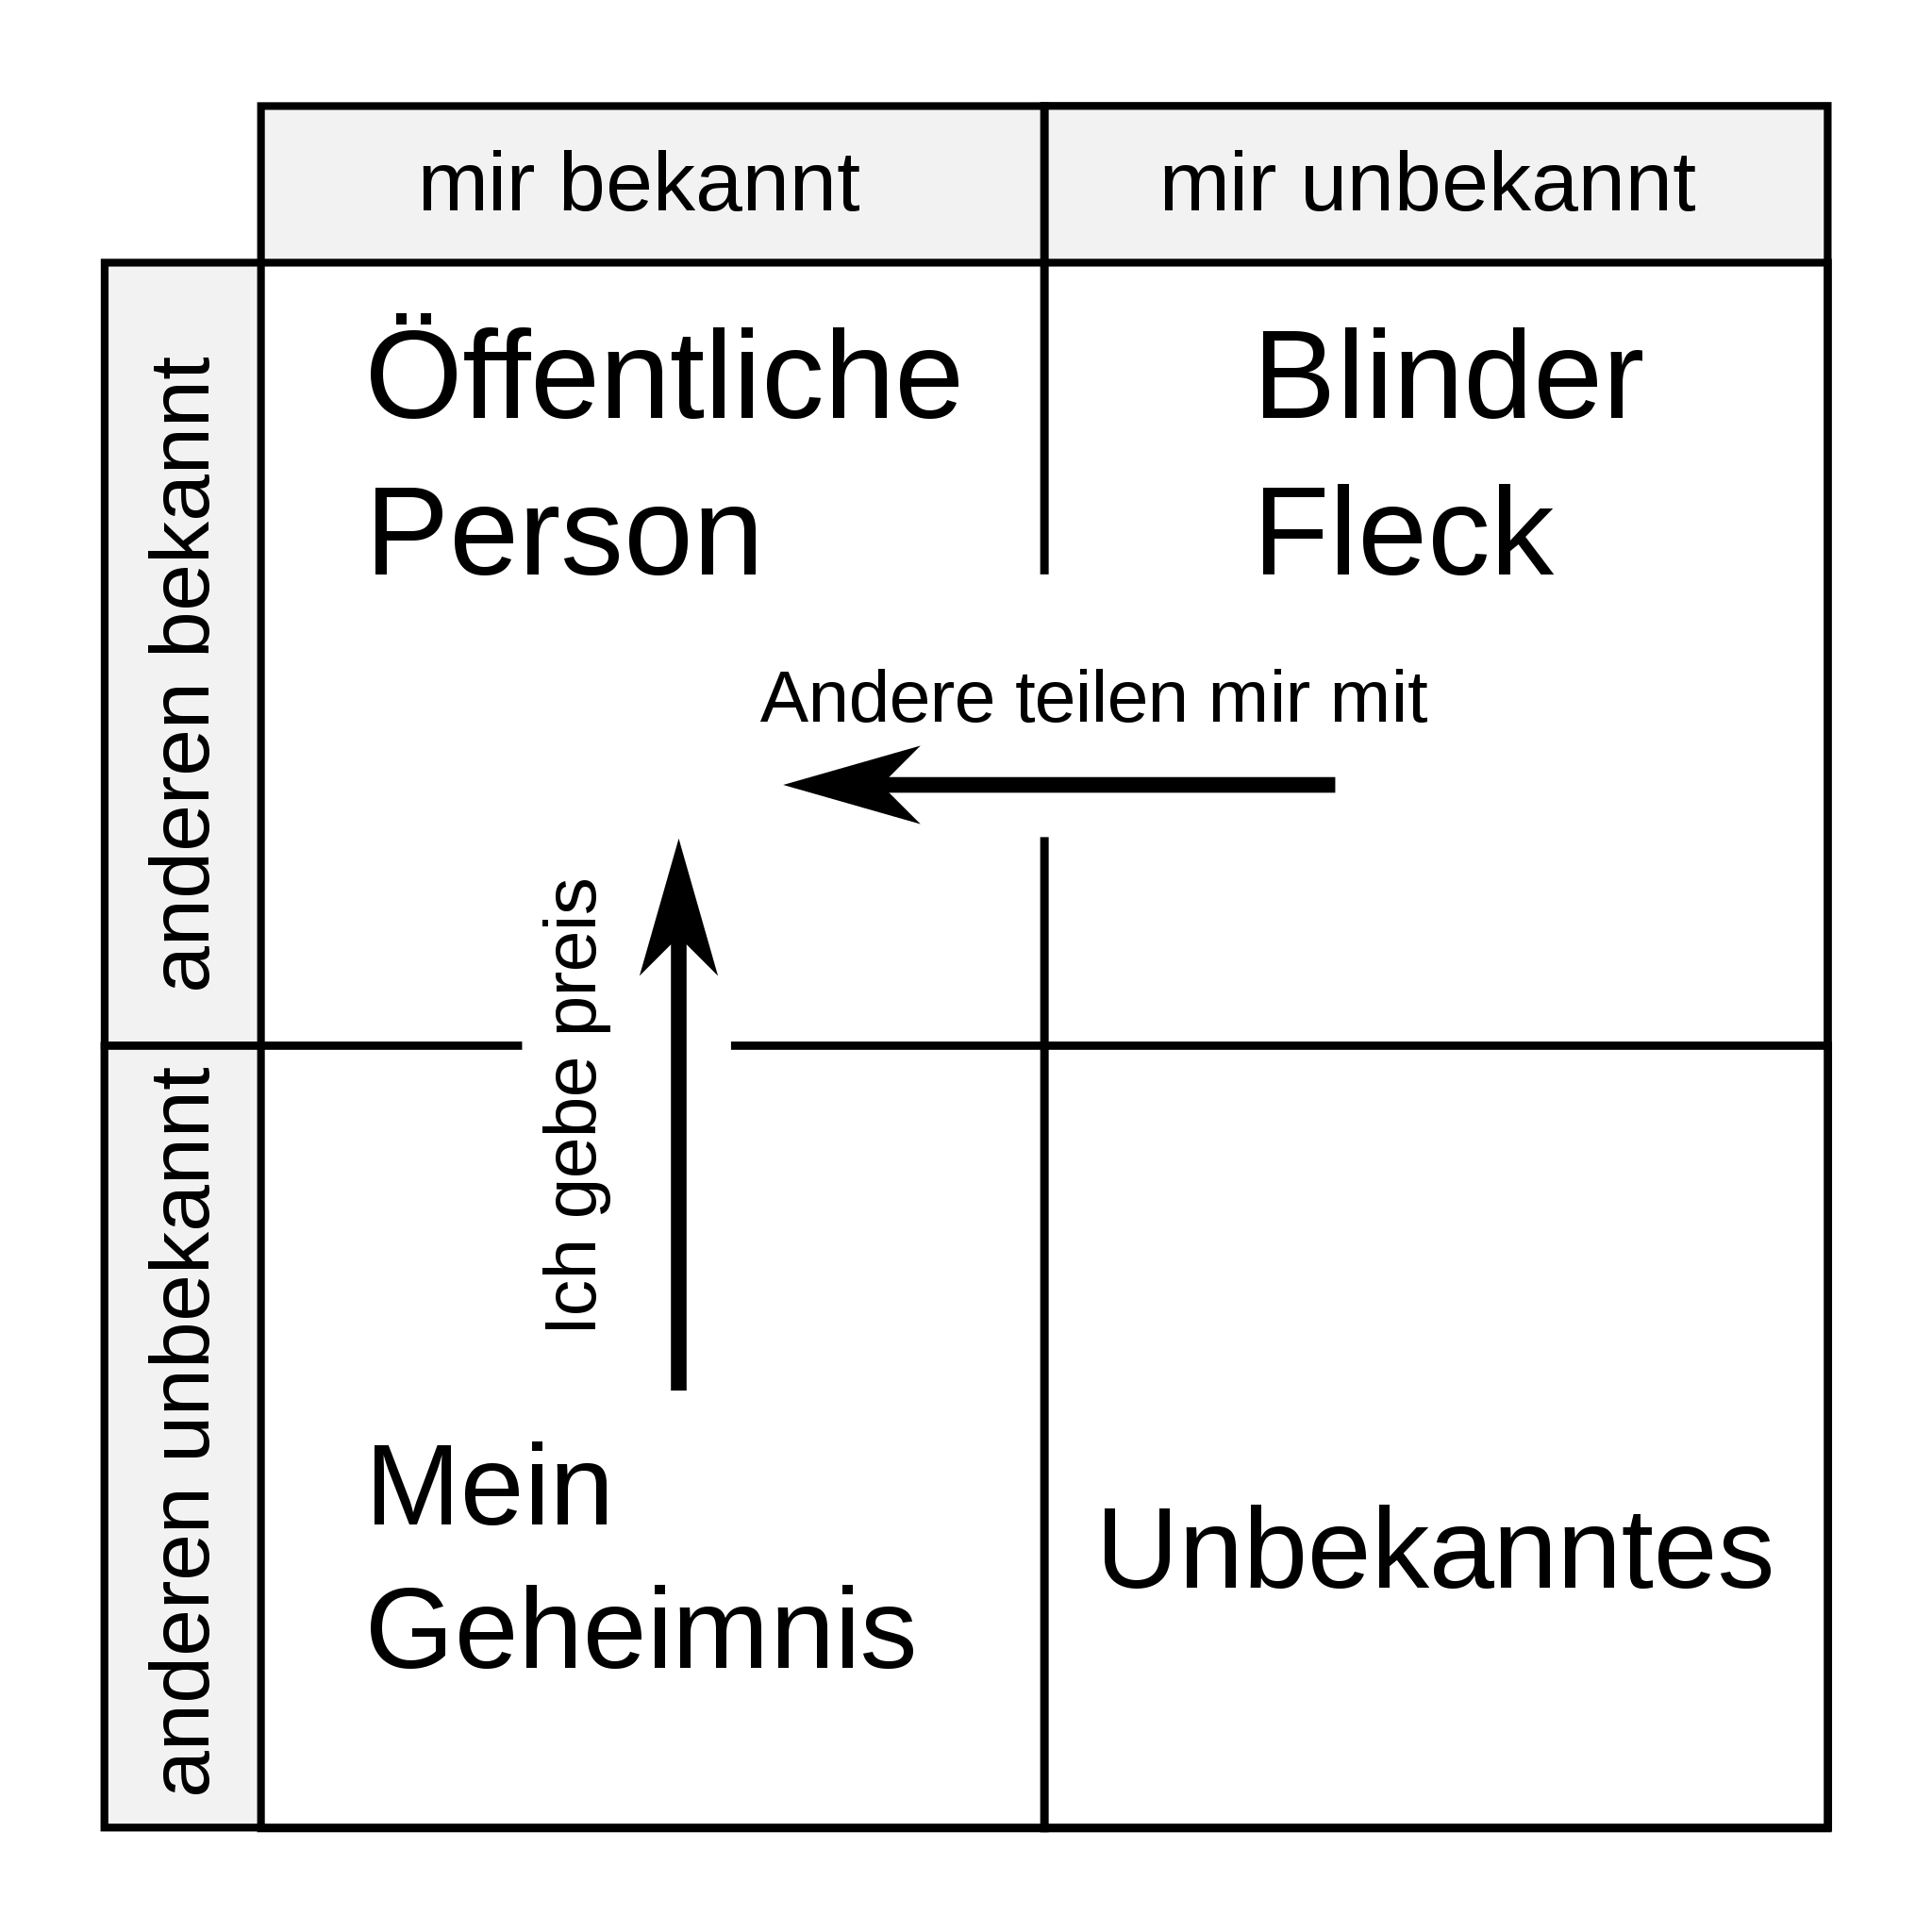 mir bekannt
mir unbekannt
anderen bekannt
Öffentliche
Person
Blinder
Fleck
Andere teilen mir mit
Ich gebe preis
anderen unbekannt
Mein
Geheimnis
Unbekanntes